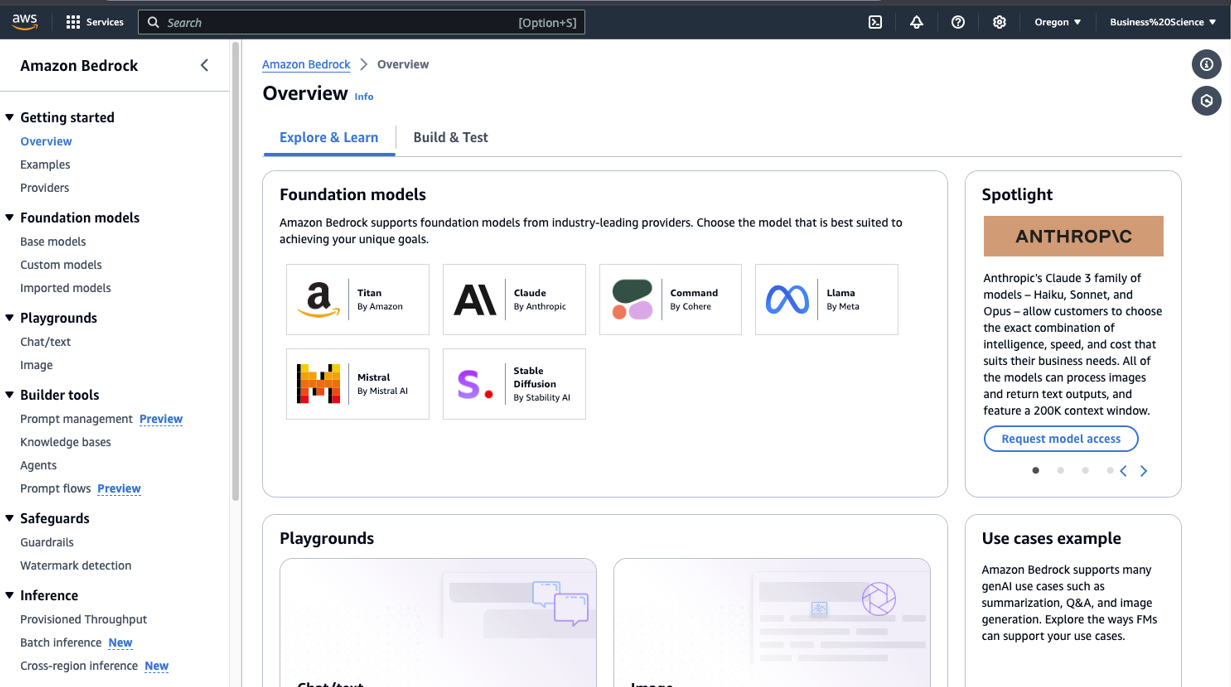 aws
Services
Search
[Option+S]
Oregon
Business%20Science
Amazon Bedrock
Getting started
Overview
Examples
Providers
Foundation models
Base models
Custom models
Imported models
Playgrounds
Chat/text
Image
Builder tools
Prompt management Preview
Knowledge bases
Agents
Prompt flows Preview
Safeguards
Guardrails
Watermark detection
Inference
Provisioned Throughput
Batch inference New
Cross-region inference New
Amazon Bedrock > Overview
Overview Info
Explore & Learn
Build & Test
Foundation models
Amazon Bedrock supports foundation models from industry-leading providers. Choose the model that is best suited to
achieving your unique goals.
Titan
By Amazon
Claude
By Anthropic
Command
By Cohere
Llama
By Meta
Mistral
By Mistral AI
Stable
Diffusion
By Stability AI
Spotlight
ANTHROP\C
Anthropic's Claude 3 family of
models – Haiku, Sonnet, and
Opus – allow customers to choose
the exact combination of
intelligence, speed, and cost that
suits their business needs. All of
the models can process images
and return text outputs, and
feature a 200K context window.
Request model access
Playgrounds
Chat/text
Image
Use cases example
Amazon Bedrock supports many
genAI use cases such as
summarization, Q&A, and image
generation. Explore the ways FMs
can support your use cases.